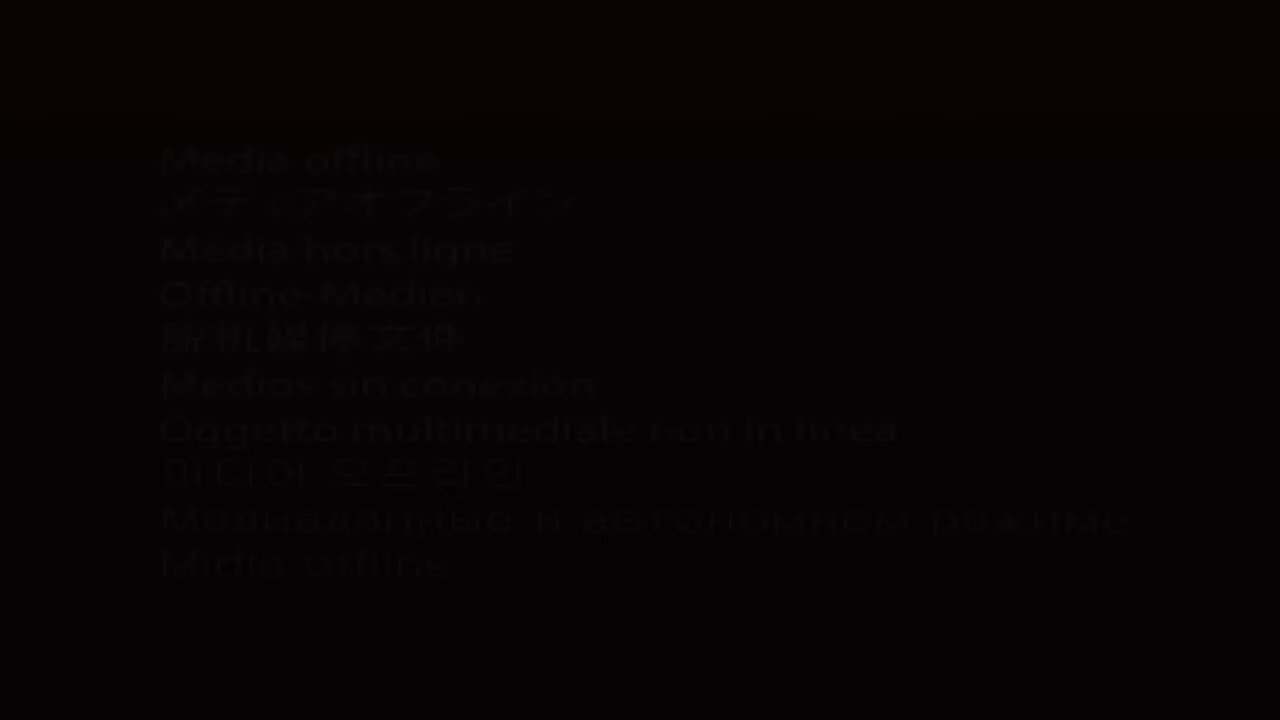 Media offline
メディアオフライン
Média hors ligne
Offline-Medien
脱机媒体文件
Medios sin conexión
Oggetto multimediale non in linea
미디어 오프라인
Медиаданные в автономном режиме
Mídia offline